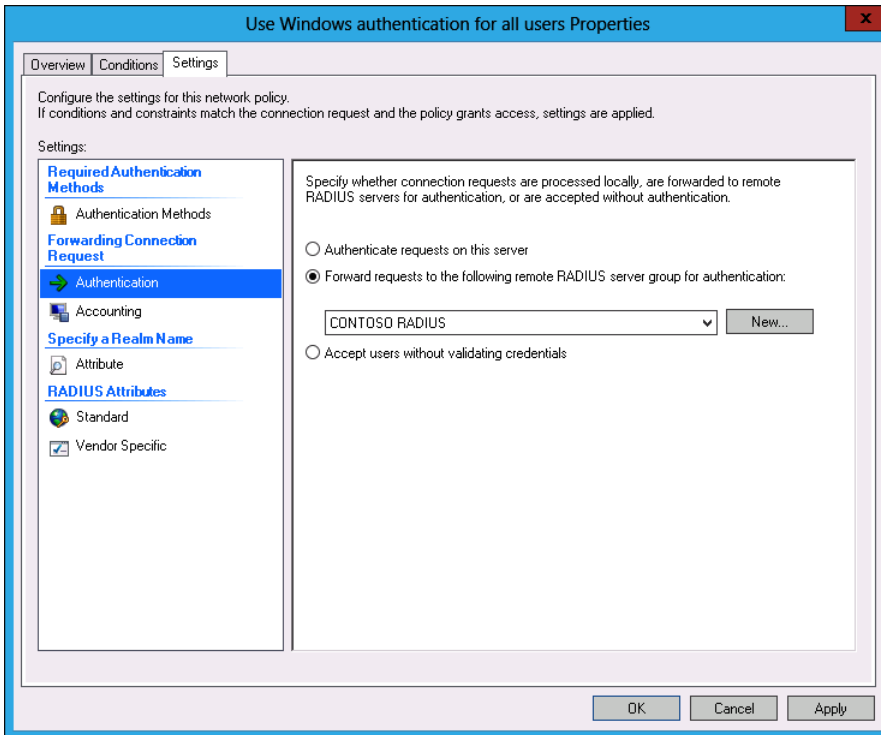 Use Windows authentication for all users Properties
x
Overview
Conditions
Settings
Configure the settings for this network policy.
If conditions and constraints match the connection request and the policy grants access, settings are applied.
Settings:
Required Authentication
Methods
Authentication Methods
Forwarding Connection
Request
Authentication
Accounting
Specify a Realm Name
Attribute
RADIUS Attributes
Standard
Vendor Specific
Specify whether connection requests are processed locally, are forwarded to remote
RADIUS servers for authentication, or are accepted without authentication.
Authenticate requests on this server
Forward requests to the following remote RADIUS server group for authentication:
CONTOSO RADIUS
New...
Accept users without validating credentials
OK
Cancel
Apply